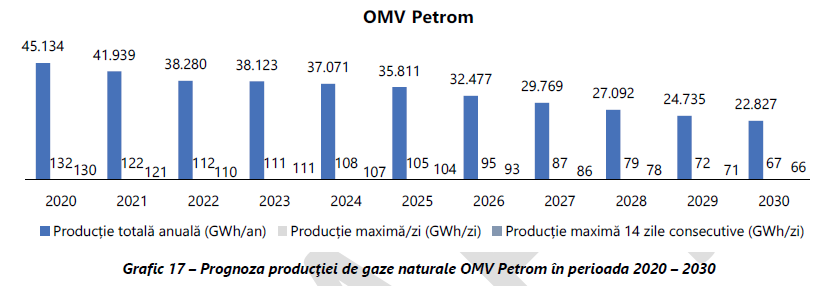 OMV Petrom
45.134 41.939 38.280 38.123 37.071 35.811 32.477 29.769 27.092 24.735 22.827
132 130 122 121 112 110 111 111 108 107 105 104 95 93 87 86 79 78 72 71 67 66
2020 2021 2022 2023 2024 2025 2026 2027 2028 2029 2030
Producție totală anuală (GWh/an) Producție maximă/zi (GWh/zi) Producție maximă 14 zile consecutive (GWh/zi)
Grafic 17 – Prognoza producţiei de gaze naturale OMV Petrom în perioada 2020 – 2030